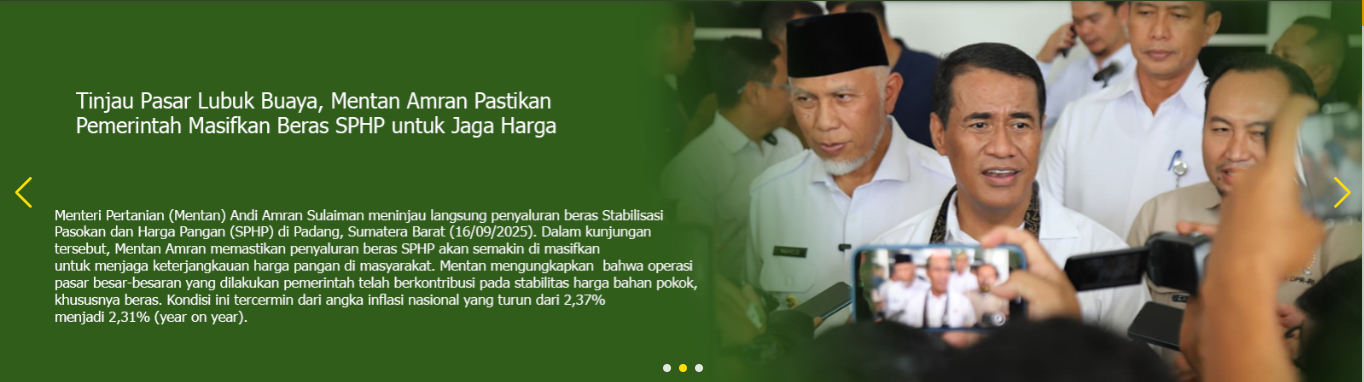 Tinjau Pasar Lubuk Buaya, Mentan Amran Pastikan
Pemerintah Masifkan Beras SPHP untuk Jaga Harga
Menteri Pertanian (Mentan) Andi Amran Sulaiman meninjau langsung penyaluran beras Stabilisasi
Pasokan dan Harga Pangan (SPHP) di Padang, Sumatera Barat (16/09/2025). Dalam kunjungan
tersebut, Mentan Amran memastikan penyaluran beras SPHP akan semakin di masifkan
untuk menjaga keterjangkauan harga pangan di masyarakat. Mentan mengungkapkan  bahwa operasi
pasar besar-besaran yang dilakukan pemerintah telah berkontribusi pada stabilitas harga bahan pokok,
khususnya beras. Kondisi ini tercermin dari angka inflasi nasional yang turun dari 2,37%
menjadi 2,31% (year on year).